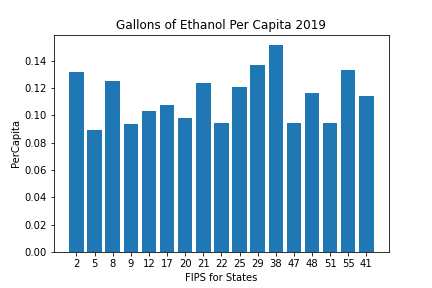 Gallons of Ethanol Per Capita 2019
PerCapita
0.14
0.12
0.10
0.08
0.06
0.04
0.02
0.00
2 5 8 9 12 17 20 21 22 25 29 38 47 48 51 55 41
FIPS for States